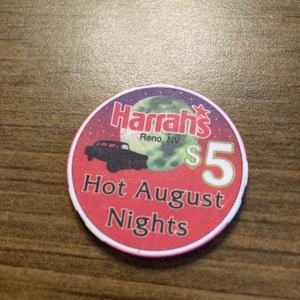 Harrah's
Reno, NV
$5
Hot August
Nights